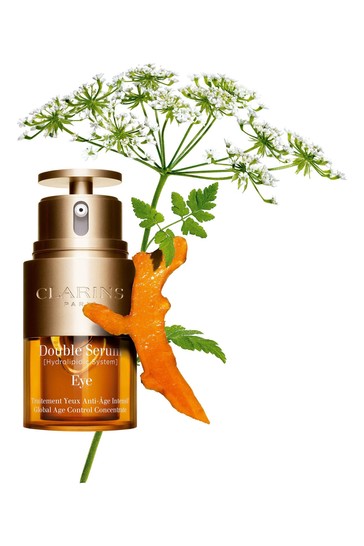 CLARINS
PARIS
Double Serum
[Hydrolipidic System]
Eye
Traitement Yeux Anti-Âge Intensif
Global Age Control Concentrate